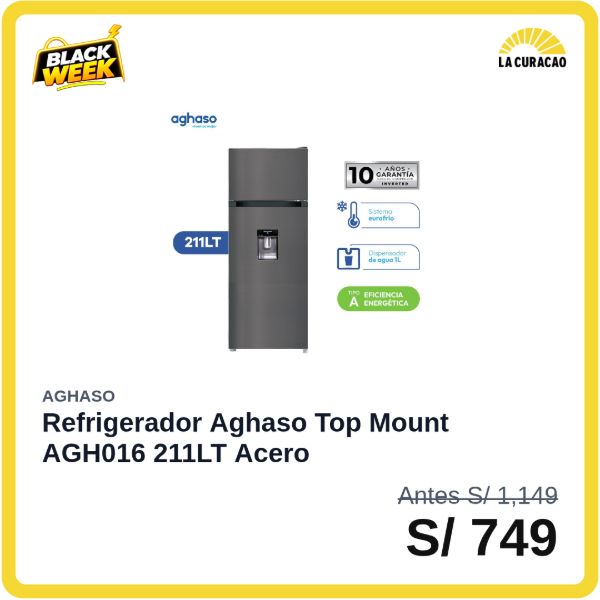 BLACK
WEEK
LA CURACAO
aghaso
10 AÑOS
GARANTÍA
INVERTER
Sistema
eurofrío
211LT
Dispensador
de agua 1L
TIPO
A
EFICIENCIA
ENERGÉTICA
AGHASO
Refrigerador Aghaso Top Mount
AGH016 211LT Acero
Antes S/ 1,149
S/ 749